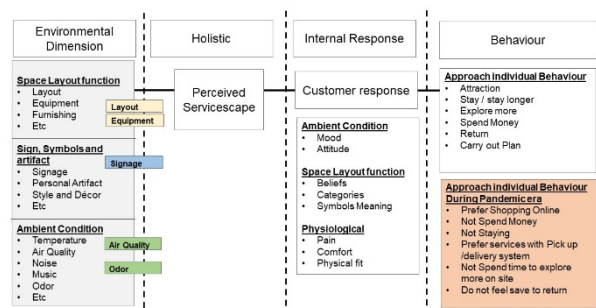 Environmental
Dimension
Holistic
Internal Response
Behaviour
Space Layout function
• Layout
• Equipment
• Furnishing
• Etc
Layout
Equipment
Sign, Symbols and
artifact
• Signage
• Personal Artifact
• Style and Décor
• Etc
Signage
Ambient Condition
• Temperature
• Air Quality
• Noise
• Music
• Odor
• Etc
Air Quality
Odor
Perceived
Servicescape
Customer response
Ambient Condition
• Mood
• Attitude
Space Layout function
• Beliefs
• Categories
• Symbols Meaning
Physiological
• Pain
• Comfort
• Physical fit
Approach individual Behaviour
• Attraction
• Stay / stay longer
• Explore more
• Spend Money
• Return
• Carry out Plan
Approach individual Behaviour
During Pandemic era
• Prefer Shopping Online
• Not Spend Money
• Not Staying
• Prefer services with Pick up
/delivery system
• Not Spend time to explore
more on site
• Do not feel save to return